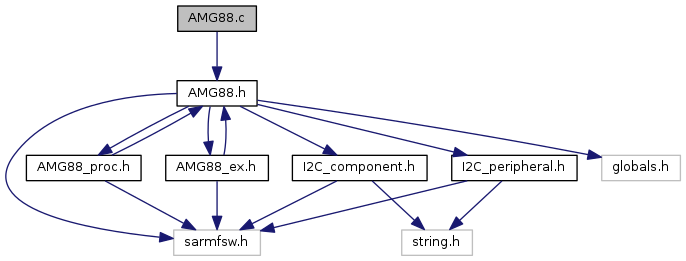 AMG88.c
AMG88.h
AMG88_proc.h
AMG88_ex.h
I2C_component.h
I2C_peripheral.h
globals.h
sarmfsw.h
string.h